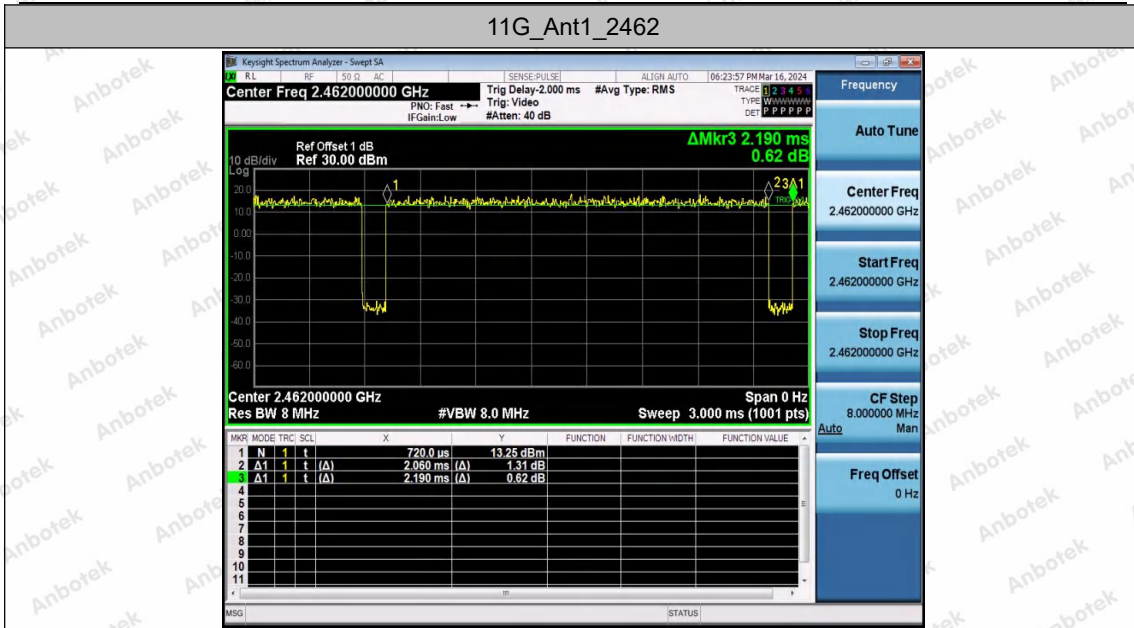 11G_Ant1_2462
Keysight Spectrum Analyzer - Swept SA
RL RF 50 Ω AC SENSE:PULSE ALIGN AUTO 06:23:57 PM Mar 16, 2024
Center Freq 2.462000000 GHz
PNO: Fast
IFGain:Low
Trig Delay-2.000 ms
Trig: Video
#Atten: 40 dB
#Avg Type: RMS
TRACE 1 2 3 4 5 6
TYPE WWWWWW
DET P P P P P P
Frequency
Auto Tune
Center Freq
2.462000000 GHz
Start Freq
2.462000000 GHz
Stop Freq
2.462000000 GHz
CF Step
8.000000 MHz
Auto Man
Freq Offset
0 Hz
ΔMkr3 2.190 ms
0.62 dB
Ref Offset 1 dB
10 dB/div Ref 30.00 dBm
Log
20.0
10.0
0.00
-10.0
-20.0
-30.0
-40.0
-50.0
-60.0
1
2 3Δ1
TRIG
Center 2.462000000 GHz Span 0 Hz
Res BW 8 MHz #VBW 8.0 MHz Sweep 3.000 ms (1001 pts)
MKR MODE TRC SCL X Y FUNCTION FUNCTION WIDTH FUNCTION VALUE
1 N 1 t 720.0 µs 13.25 dBm
2 Δ1 1 t (Δ) 2.060 ms (Δ) 1.31 dB
3 Δ1 1 t (Δ) 2.190 ms (Δ) 0.62 dB
4
5
6
7
8
9
10
11
MSG STATUS
Anbotek